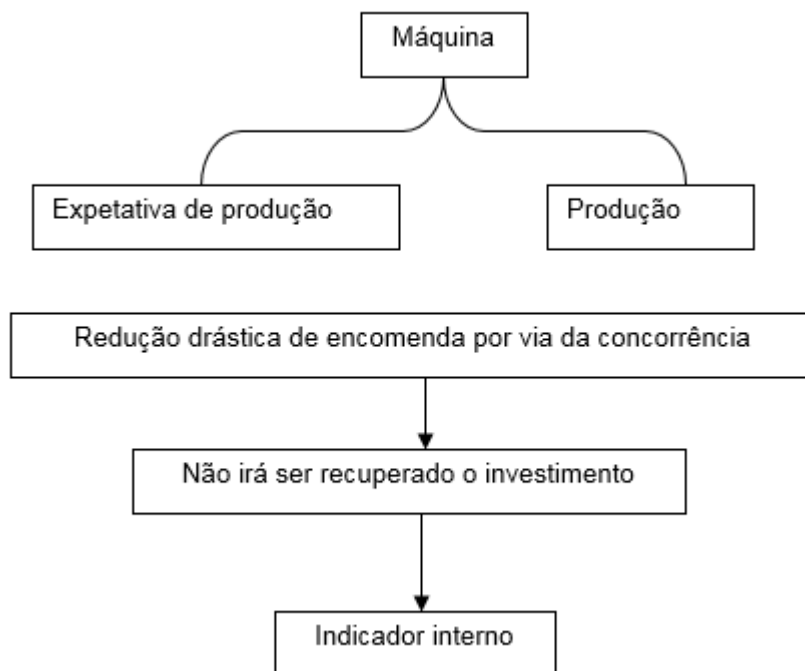 Máquina
Expetativa de produção
Produção
Redução drástica de encomenda por via da concorrência
Não irá ser recuperado o investimento
Indicador interno